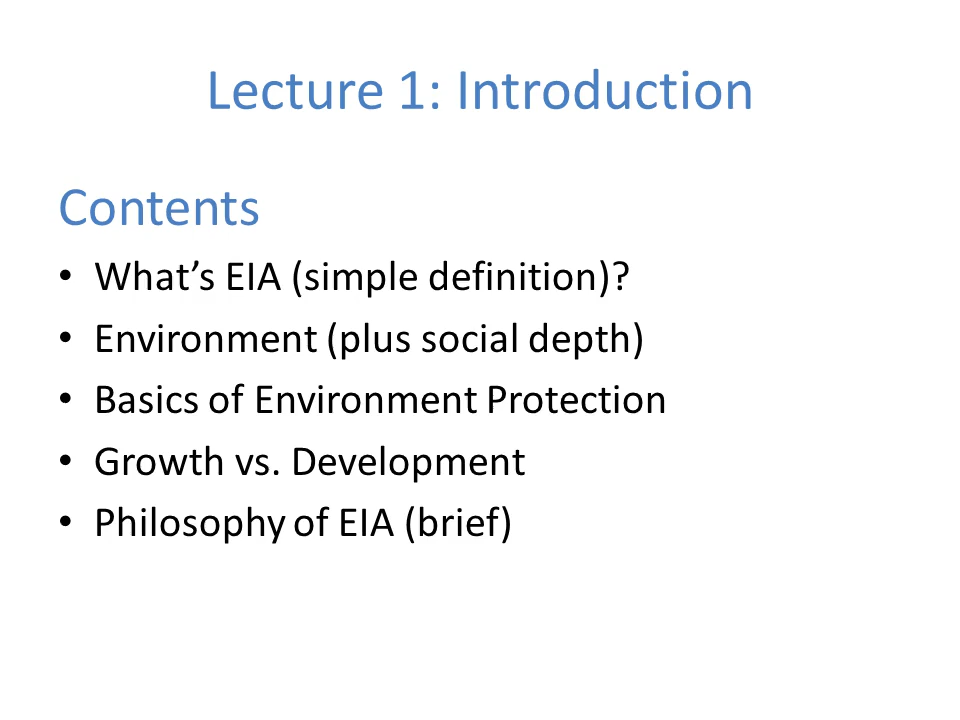 Lecture 1: Introduction
Contents
• What’s EIA (simple definition)?
• Environment (plus social depth)
• Basics of Environment Protection
• Growth vs. Development
• Philosophy of EIA (brief)